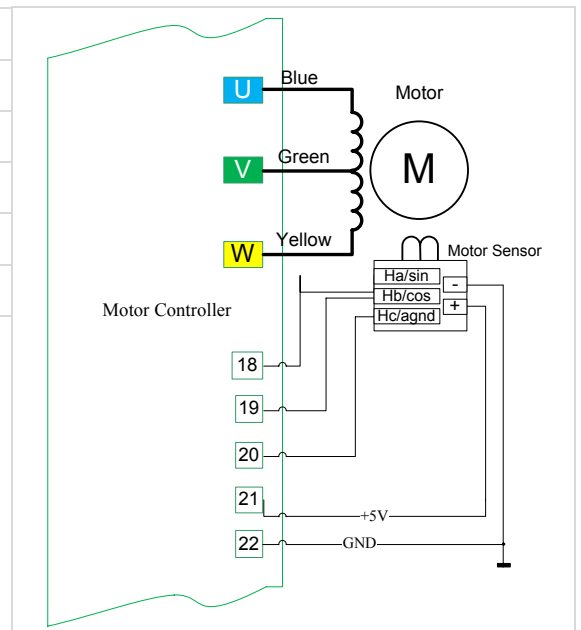 Blue
U
Motor
Green
V
M
Yellow
W
Motor Sensor
Ha/sin
-
Hb/cos
+
Hc/agnd
Motor Controller
18
19
20
21
+5V
22
GND